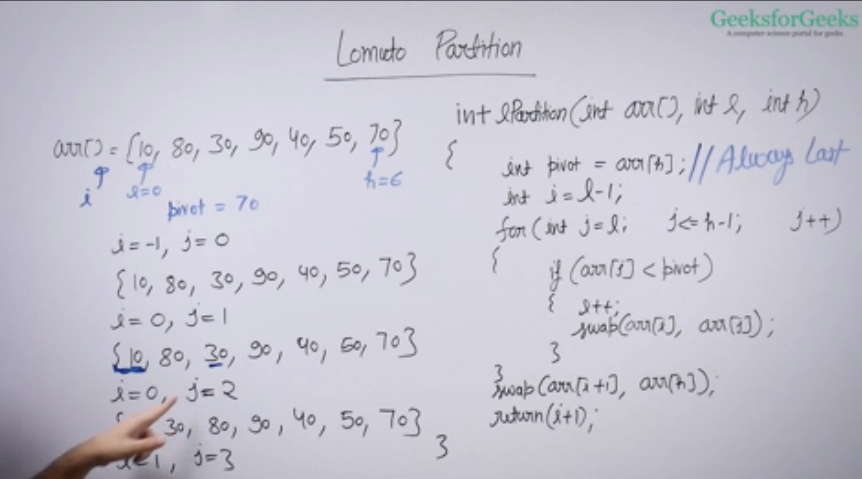 GeeksforGeeks
A computer science portal for geeks
Lomuto Partition
arr[] = {10, 80, 30, 90, 40, 50, 70}
i l=0 h=6
pivot = 70
i=-1, j=0
{10, 80, 30, 90, 40, 50, 70}
i=0, j=1
{10, 80, 30, 90, 40, 50, 70}
i=0, j=2
30, 80, 90, 40, 50, 70}
i=1, j=3
int lPartition(int arr[], int l, int h)
{
int pivot = arr[h]; //Always Last
int i=l-1;
for(int j=l; j<=h-1; j++)
{
if(arr[j]<pivot)
{ i++;
swap(arr[i], arr[j]);
}
}
swap(arr[i+1], arr[h]);
return(i+1);
}